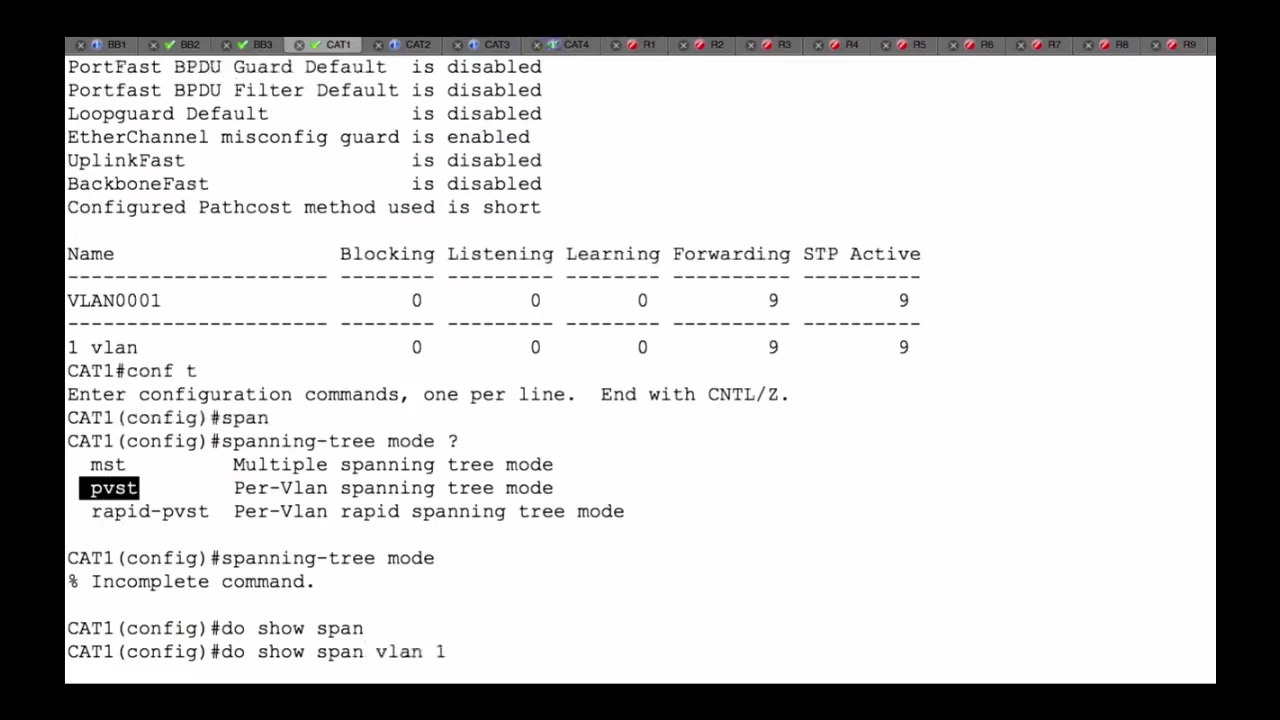 BB1 BB2 BB3 CAT1 CAT2 CAT3 CAT4 R1 R2 R3 R4 R5 R6 R7 R8 R9
PortFast BPDU Guard Default  is disabled
Portfast BPDU Filter Default is disabled
Loopguard Default            is disabled
EtherChannel misconfig guard is enabled
UplinkFast                   is disabled
BackboneFast                 is disabled
Configured Pathcost method used is short
Name                   Blocking Listening Learning Forwarding STP Active
---------------------- -------- --------- -------- ---------- ----------
VLAN0001                     0         0        0          9          9
---------------------- -------- --------- -------- ---------- ----------
1 vlan                       0         0        0          9          9
CAT1#conf t
Enter configuration commands, one per line.  End with CNTL/Z.
CAT1(config)#span
CAT1(config)#spanning-tree mode ?
  mst         Multiple spanning tree mode
  pvst        Per-Vlan spanning tree mode
  rapid-pvst  Per-Vlan rapid spanning tree mode
CAT1(config)#spanning-tree mode
% Incomplete command.
CAT1(config)#do show span
CAT1(config)#do show span vlan 1